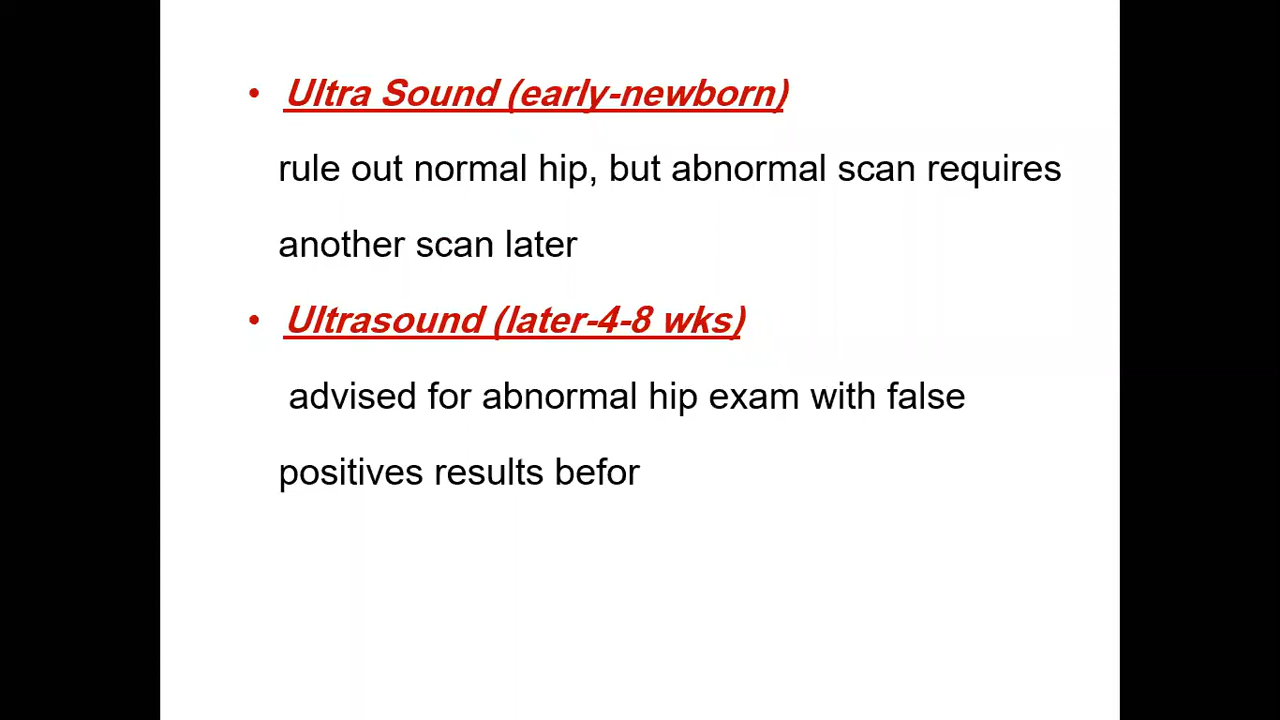 • Ultra Sound (early-newborn)
rule out normal hip, but abnormal scan requires
another scan later
• Ultrasound (later-4-8 wks)
advised for abnormal hip exam with false
positives results befor